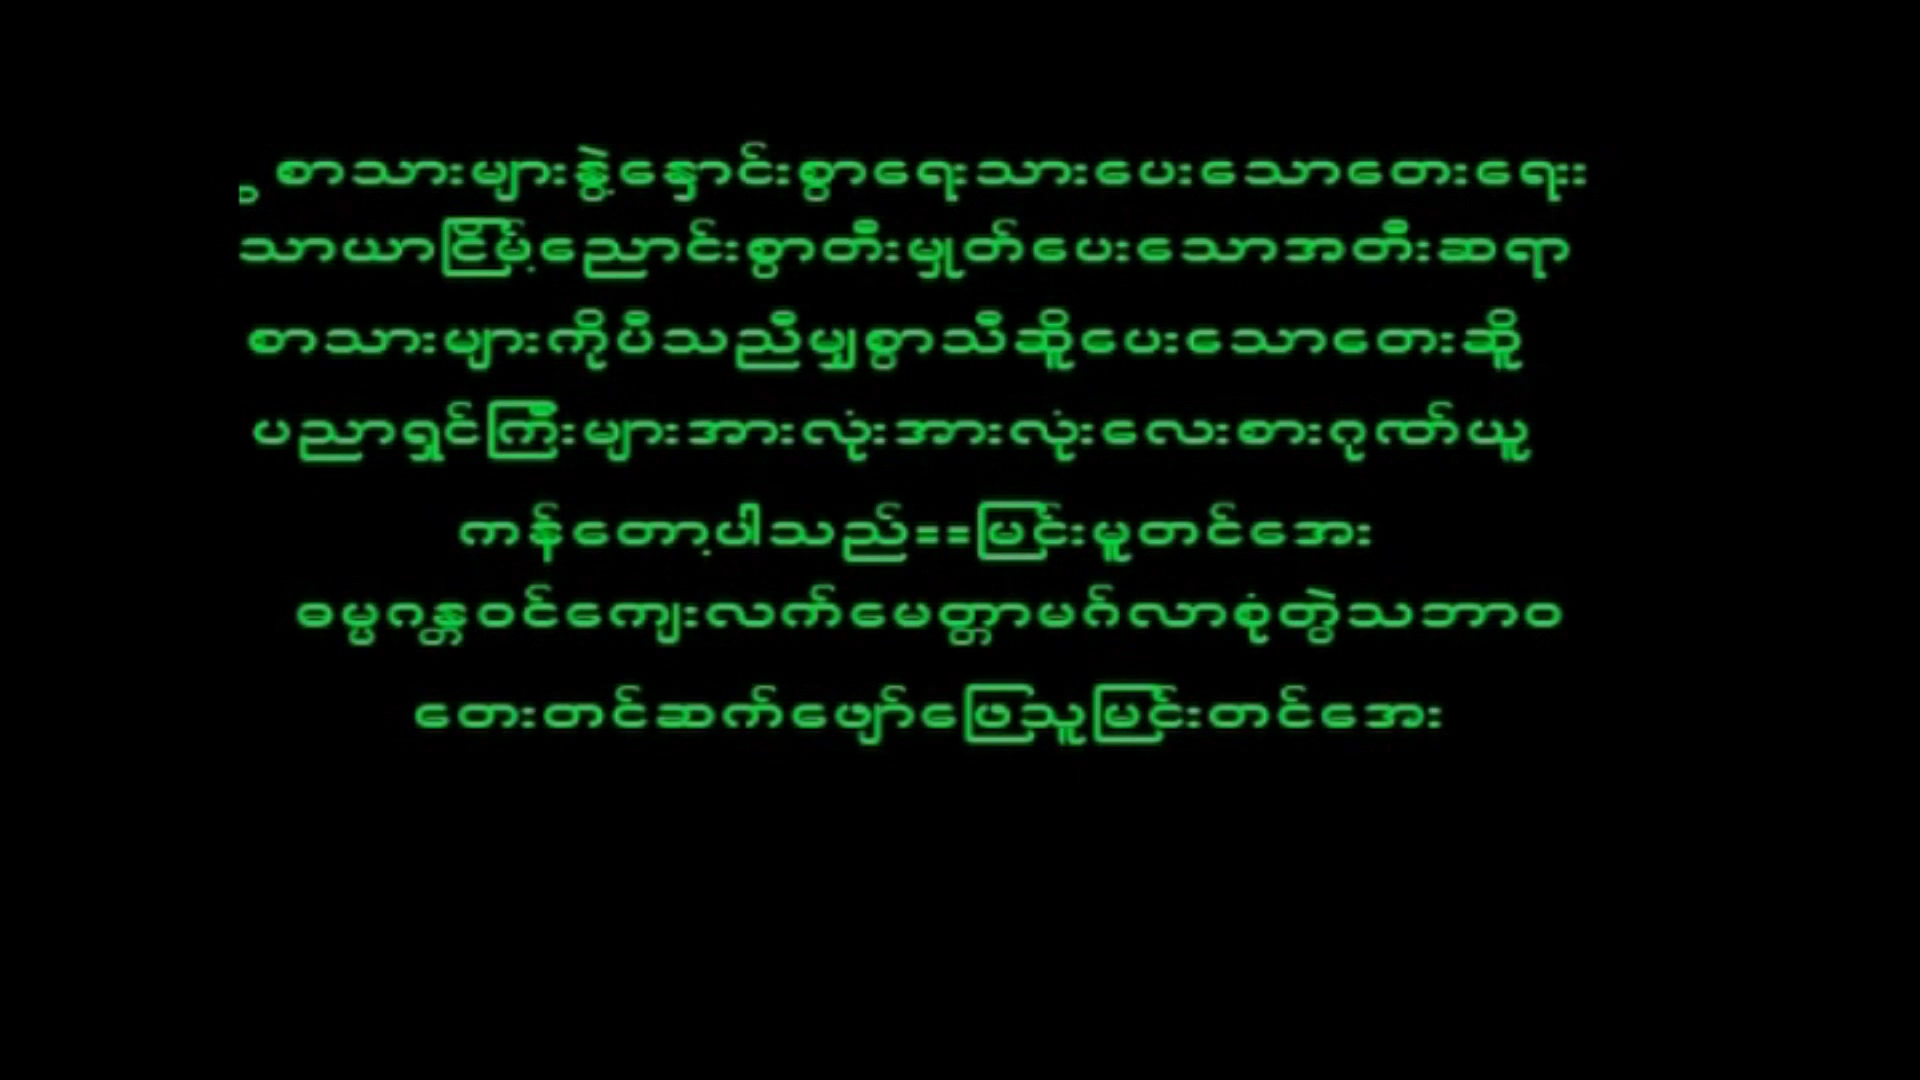 စာသားများနွဲ့နှောင်းစွာရေးသားပေးသောတေးရေးး
သာယာငြိမ့်ညောင်းစွာတီးမှုတ်ပေးသောအတီးဆရာ
စာသားများကိုပီသညီမျှစွာသီဆိူပေးသောတေးဆိူ
ပညာရှင်ကြီးများအားလုံးအားလုံးလေးစားဂုဏ်ယူ
ကန်တော့ပါသည်==မြင်းမူတင်အေး
ဓမ္မဂန္တဝင်ကျေးလက်မေတ္တာမင်္ဂလာစုံတွဲသဘာဝ
တေးတင်ဆက်ဖျော်ဖြေသူမြင်းတင်အေး